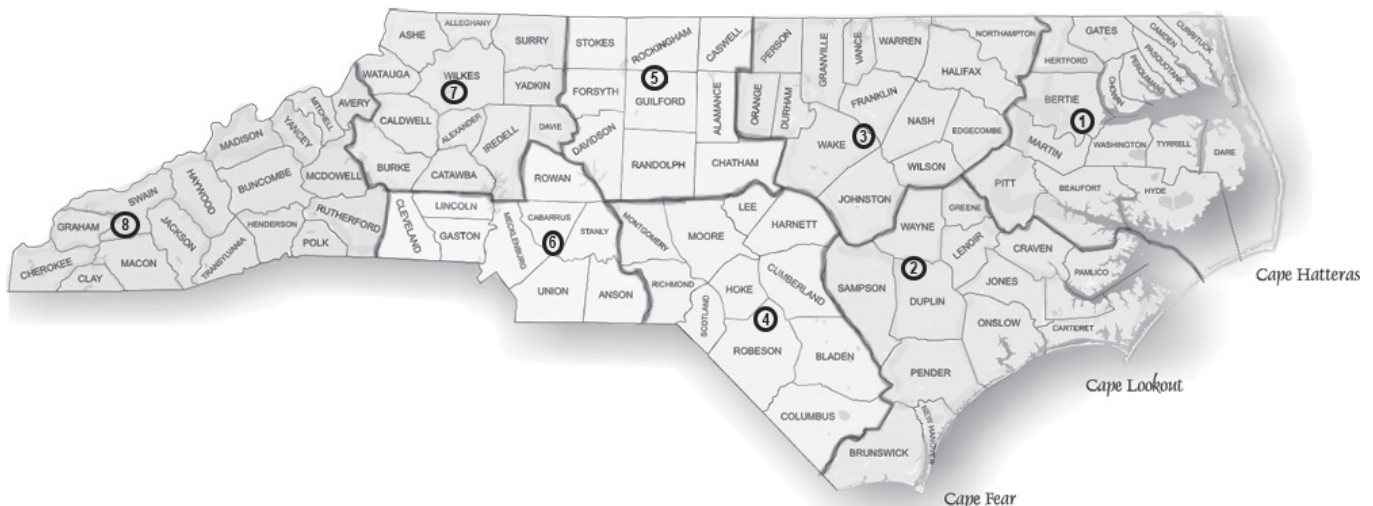 ALLEGHANY
ASHE
SURRY
STOKES
ROCKINGHAM
CASWELL
PERSON
GRANVILLE
VANCE
WARREN
NORTHAMPTON
GATES
CAMDEN
CURRITUCK
HERTFORD
PASQUOTANK
PERQUIMANS
CHOWAN
HALIFAX
WATAUGA
WILKES
7
YADKIN
FORSYTH
5
GUILFORD
ALAMANCE
ORANGE
DURHAM
FRANKLIN
NASH
EDGECOMBE
BERTIE
1
MITCHELL
AVERY
CALDWELL
ALEXANDER
IREDELL
DAVIE
DAVIDSON
WAKE
3
MARTIN
WASHINGTON
TYRRELL
DARE
YANCEY
MADISON
BURKE
CATAWBA
RANDOLPH
CHATHAM
WILSON
HAYWOOD
BUNCOMBE
MCDOWELL
ROWAN
JOHNSTON
PITT
BEAUFORT
HYDE
SWAIN
LINCOLN
LEE
GREENE
GRAHAM
8
JACKSON
HENDERSON
RUTHERFORD
CLEVELAND
GASTON
MECKLENBURG
CABARRUS
STANLY
6
MONTGOMERY
MOORE
HARNETT
WAYNE
LENOIR
CRAVEN
POLK
TRANSYLVANIA
CHEROKEE
MACON
CLAY
2
PAMLICO
Cape Hatteras
UNION
ANSON
RICHMOND
HOKE
CUMBERLAND
SAMPSON
DUPLIN
JONES
SCOTLAND
4
ONSLOW
CARTERET
ROBESON
BLADEN
PENDER
Cape Lookout
COLUMBUS
NEW HANOVER
BRUNSWICK
Cape Fear